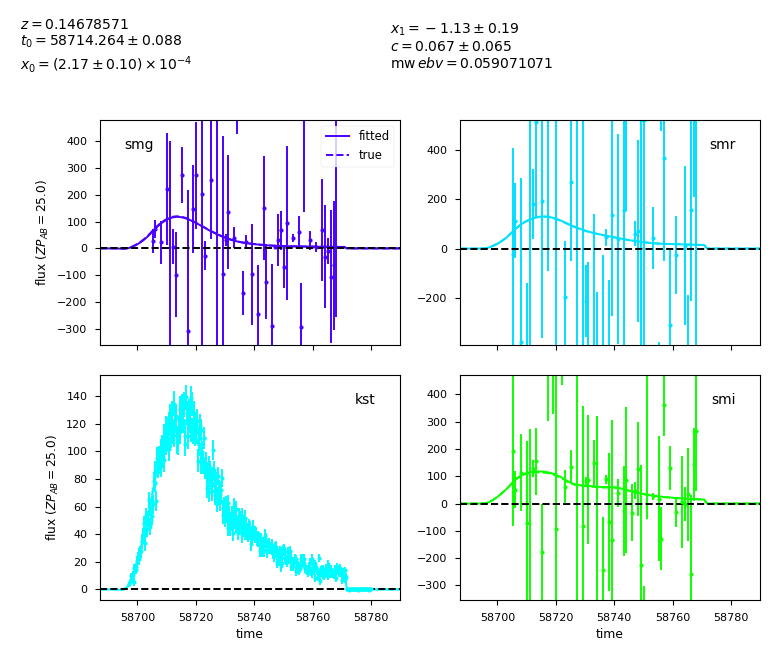 z = 0.14678571
t₀ = 58714.264 ± 0.088
x₀ = (2.17 ± 0.10) × 10⁻⁴
x₁ = −1.13 ± 0.19
c = 0.067 ± 0.065
mwebv = 0.059071071
smg
fitted
true
400
300
200
100
0
−100
−200
−300
flux (ZP_AB = 25.0)
smr
400
200
0
−200
kst
140
120
100
80
60
40
20
0
flux (ZP_AB = 25.0)
58700 58720 58740 58760 58780
time
smi
400
300
200
100
0
−100
−200
−300
58700 58720 58740 58760 58780
time